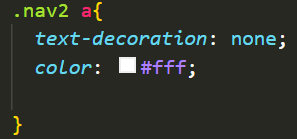 .nav2 a{
text-decoration: none;
color: #fff;
}